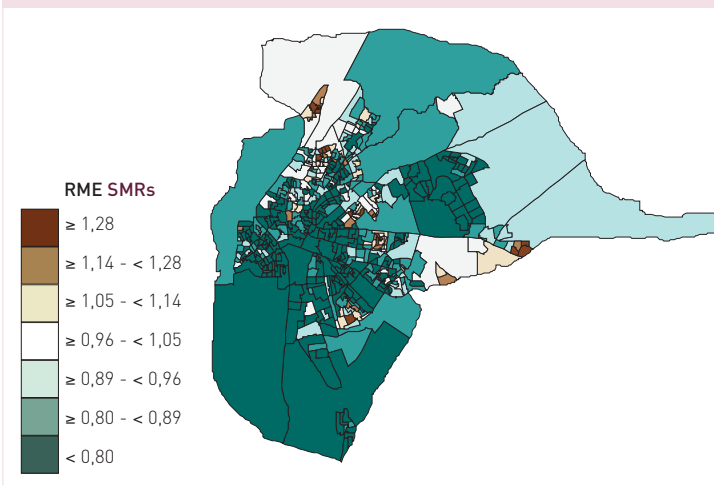 RME SMRs
≥ 1,28
≥ 1,14 - < 1,28
≥ 1,05 - < 1,14
≥ 0,96 - < 1,05
≥ 0,89 - < 0,96
≥ 0,80 - < 0,89
< 0,80